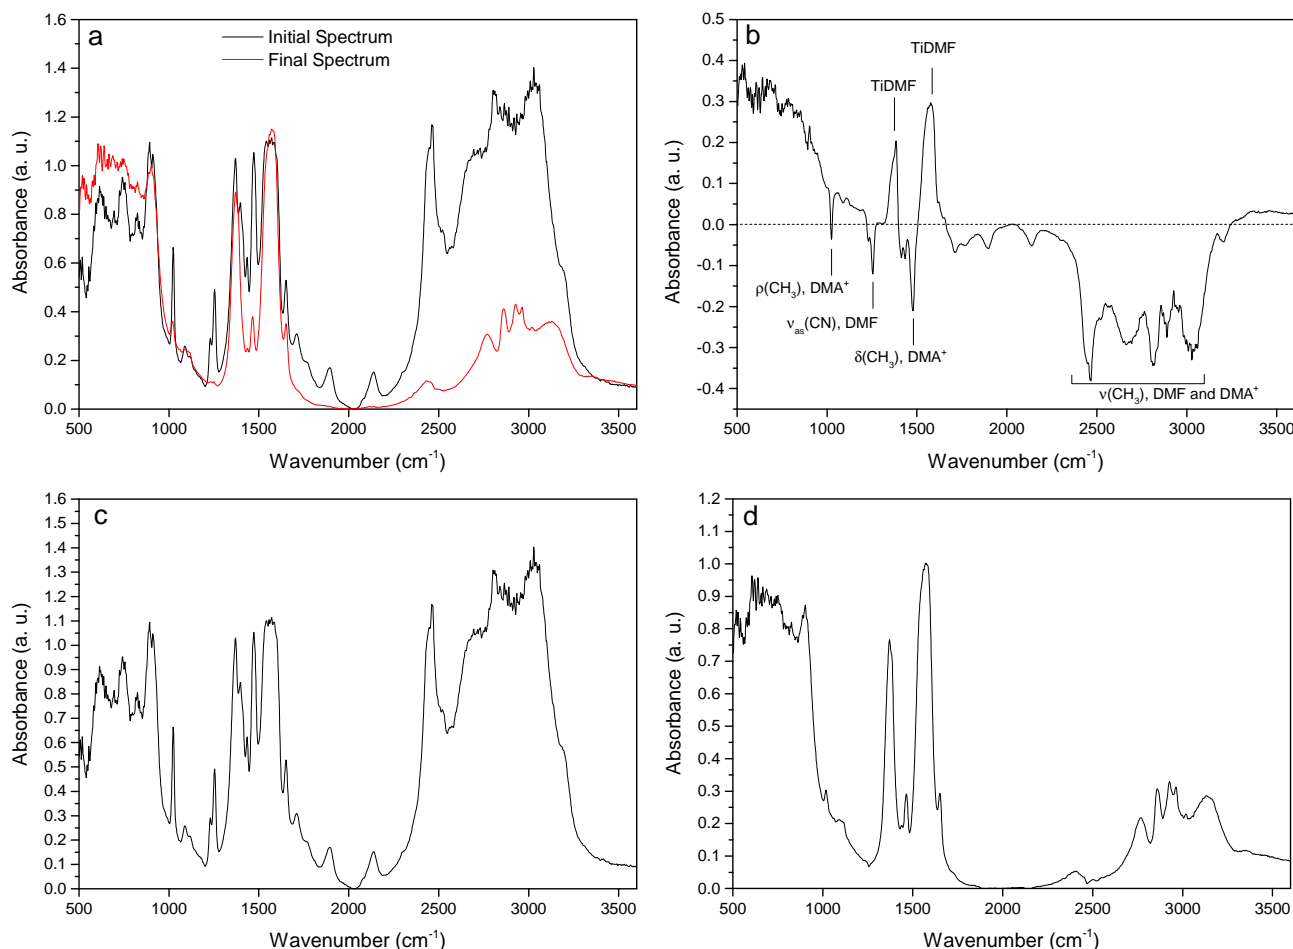 a
Initial Spectrum
Final Spectrum
1.6
1.4
1.2
1.0
0.8
0.6
0.4
0.2
0.0
Absorbance (a. u.)
500 1000 1500 2000 2500 3000 3500
Wavenumber (cm⁻¹)
b
0.5
0.4
0.3
0.2
0.1
0.0
-0.1
-0.2
-0.3
-0.4
Absorbance (a. u.)
TiDMF
TiDMF
ρ(CH₃), DMA⁺
νas(CN), DMF
δ(CH₃), DMA⁺
ν(CH₃), DMF and DMA⁺
500 1000 1500 2000 2500 3000 3500
Wavenumber (cm⁻¹)
c
1.6
1.5
1.4
1.3
1.2
1.1
1.0
0.9
0.8
0.7
0.6
0.5
0.4
0.3
0.2
0.1
0.0
Absorbance (a. u.)
500 1000 1500 2000 2500 3000 3500
Wavenumber (cm⁻¹)
d
1.2
1.1
1.0
0.9
0.8
0.7
0.6
0.5
0.4
0.3
0.2
0.1
0.0
Absorbance (a. u.)
500 1000 1500 2000 2500 3000 3500
Wavenumber (cm⁻¹)